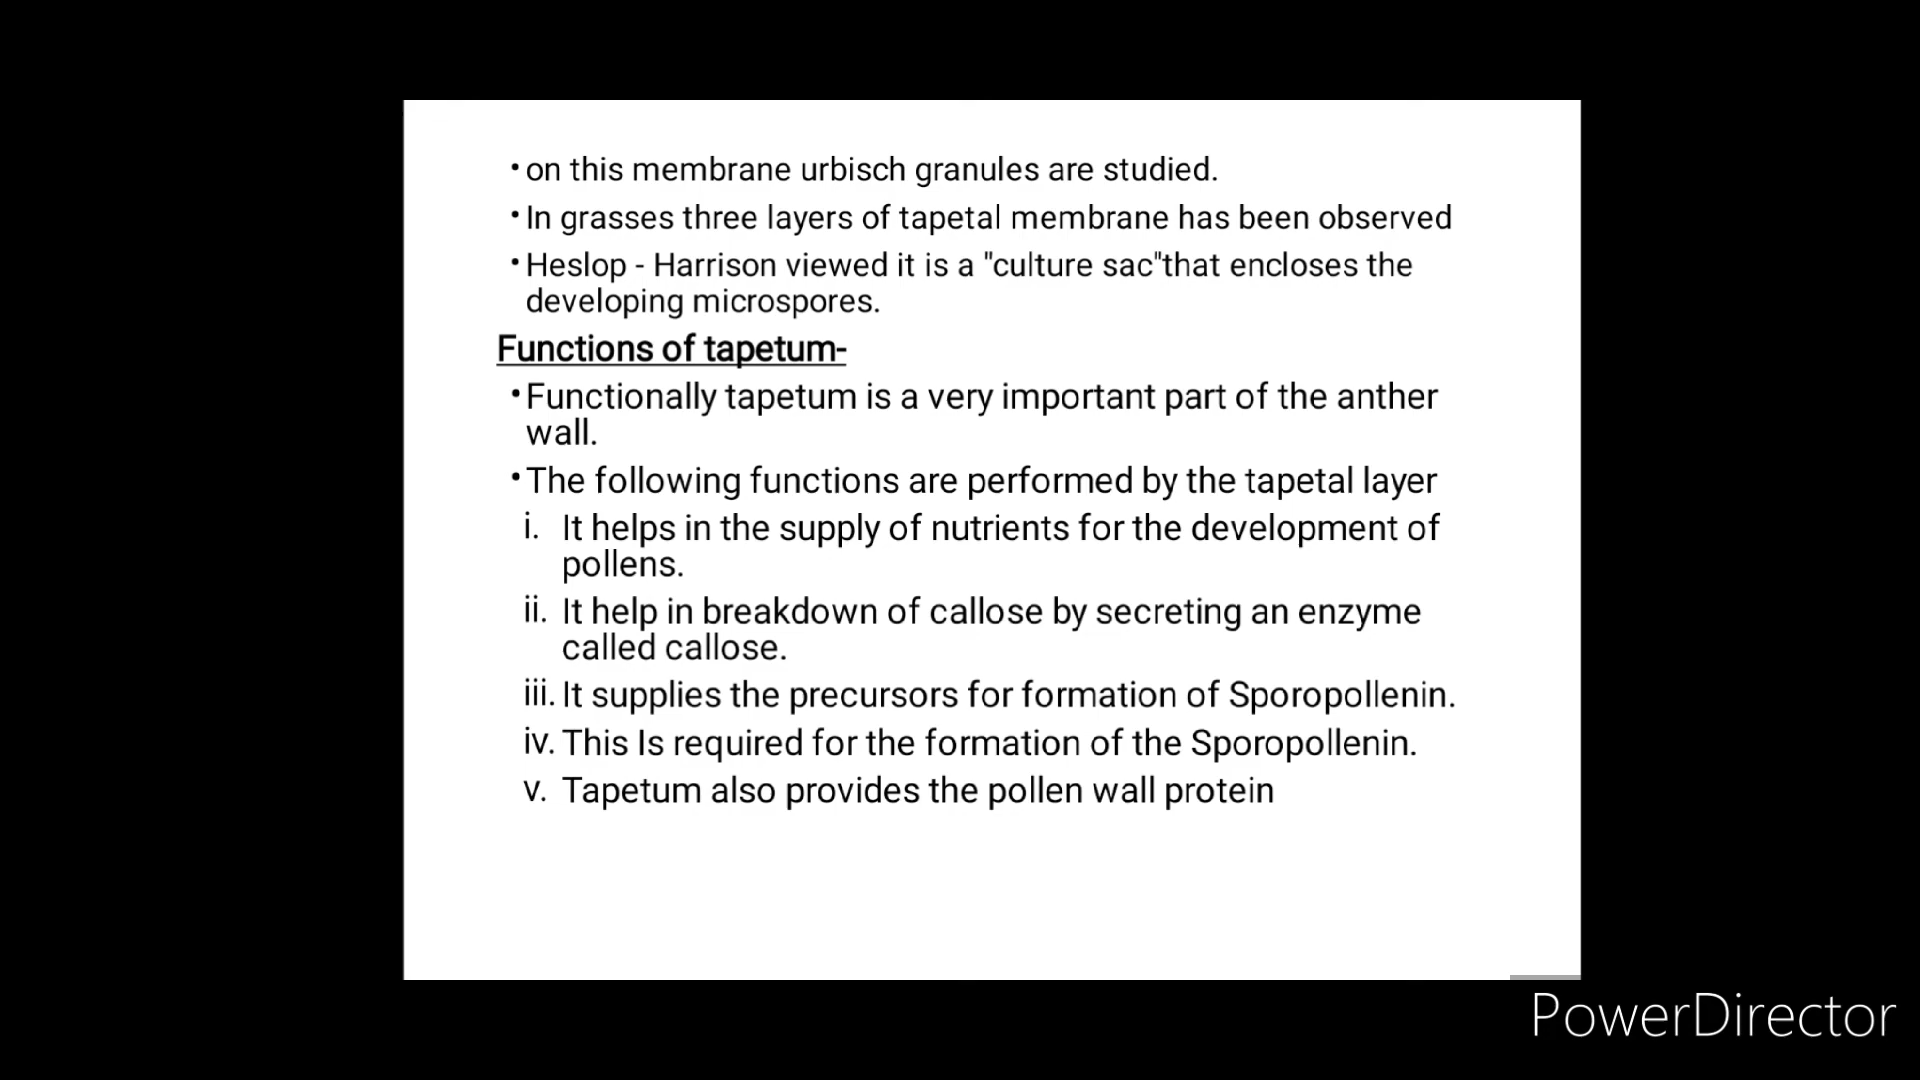 • on this membrane urbisch granules are studied.
• In grasses three layers of tapetal membrane has been observed
• Heslop - Harrison viewed it is a "culture sac"that encloses the
developing microspores.
Functions of tapetum-
• Functionally tapetum is a very important part of the anther
wall.
• The following functions are performed by the tapetal layer
i. It helps in the supply of nutrients for the development of
pollens.
ii. It help in breakdown of callose by secreting an enzyme
called callose.
iii. It supplies the precursors for formation of Sporopollenin.
iv. This Is required for the formation of the Sporopollenin.
v. Tapetum also provides the pollen wall protein
PowerDirector